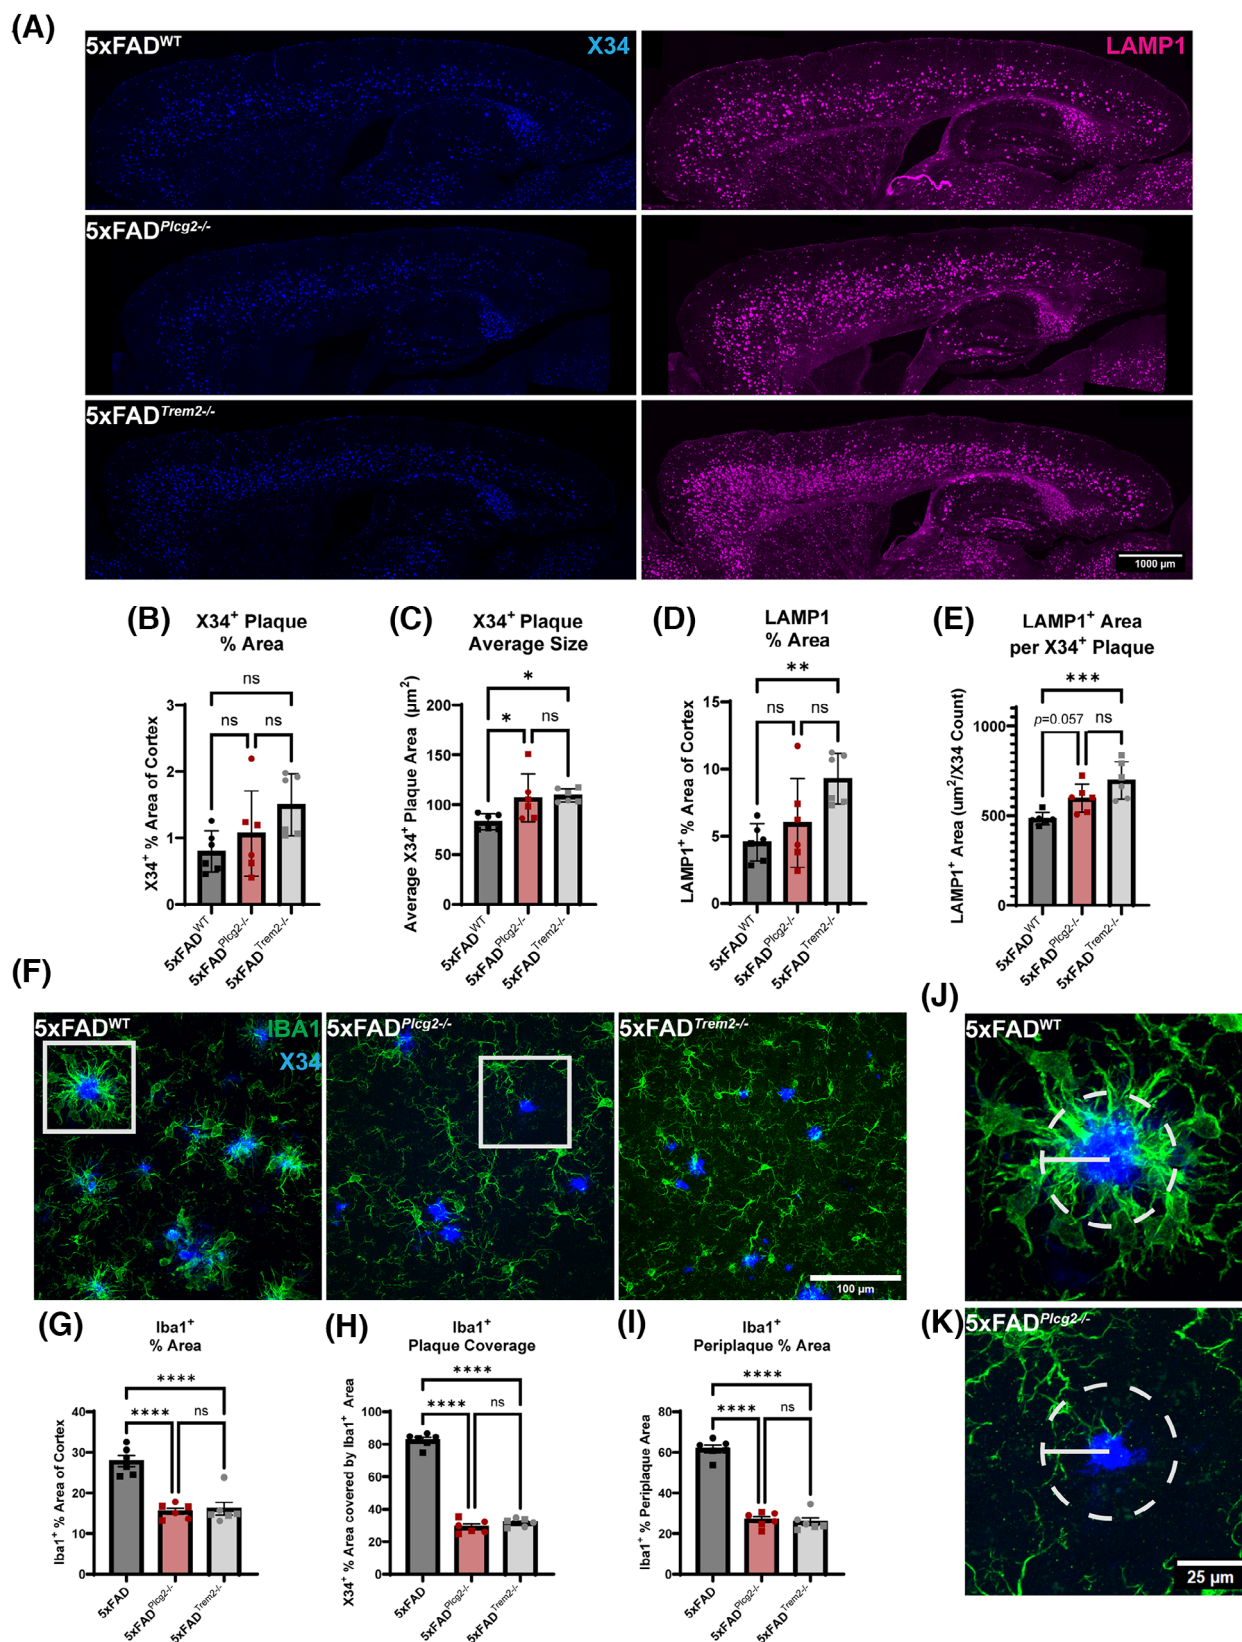 (A)
5xFAD^WT
X34
LAMP1
5xFAD^Plcg2-/-
5xFAD^Trem2-/-
1000 µm
(B)
X34⁺ Plaque
% Area
ns
ns
ns
X34⁺ % Area of Cortex
3
2
1
0
5xFAD^WT
5xFAD^Plcg2-/-
5xFAD^Trem2-/-
(C)
X34⁺ Plaque
Average Size
*
*
ns
Average X34⁺ Plaque Area (µm²)
200
150
100
50
0
5xFAD^WT
5xFAD^Plcg2-/-
5xFAD^Trem2-/-
(D)
LAMP1
% Area
**
ns
ns
LAMP1⁺ % Area of Cortex
15
10
5
0
5xFAD^WT
5xFAD^Plcg2-/-
5xFAD^Trem2-/-
(E)
LAMP1⁺ Area
per X34⁺ Plaque
***
p=0.057
ns
LAMP1⁺ Area (um²/X34 Count)
1000
500
0
5xFAD^WT
5xFAD^Plcg2-/-
5xFAD^Trem2-/-
(F)
5xFAD^WT
IBA1
X34
5xFAD^Plcg2-/-
5xFAD^Trem2-/-
100 µm
(G)
Iba1⁺
% Area
****
****
ns
Iba1⁺ % Area of Cortex
40
30
20
10
0
5xFAD
5xFAD^Plcg2-/-
5xFAD^Trem2-/-
(H)
Iba1⁺
Plaque Coverage
****
****
ns
X34⁺ % Area covered by Iba1⁺ Area
100
80
60
40
20
0
5xFAD
5xFAD^Plcg2-/-
5xFAD^Trem2-/-
(I)
Iba1⁺
Periplaque % Area
****
****
ns
Iba1⁺ % Periplaque Area
80
60
40
20
0
5xFAD
5xFAD^Plcg2-/-
5xFAD^Trem2-/-
(J)
5xFAD^WT
(K)
5xFAD^Plcg2-/-
25 µm